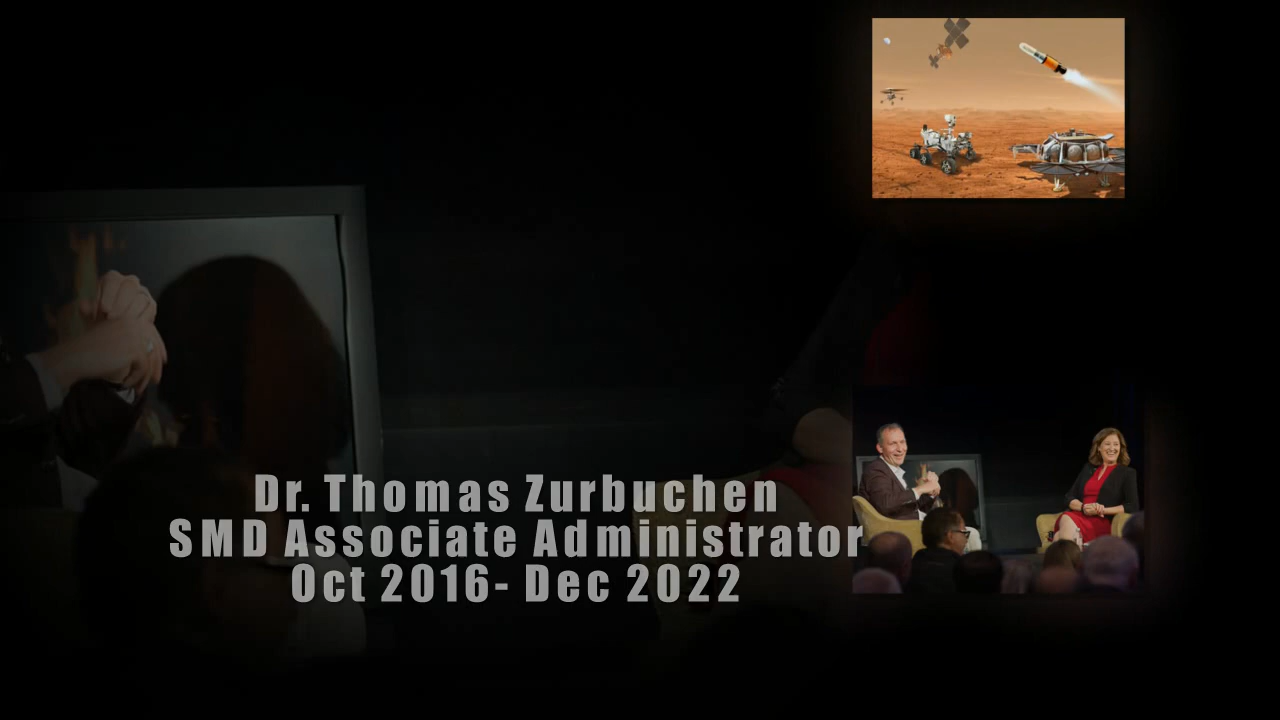 Dr. Thomas Zurbuchen
SMD Associate Administrator
Oct 2016- Dec 2022